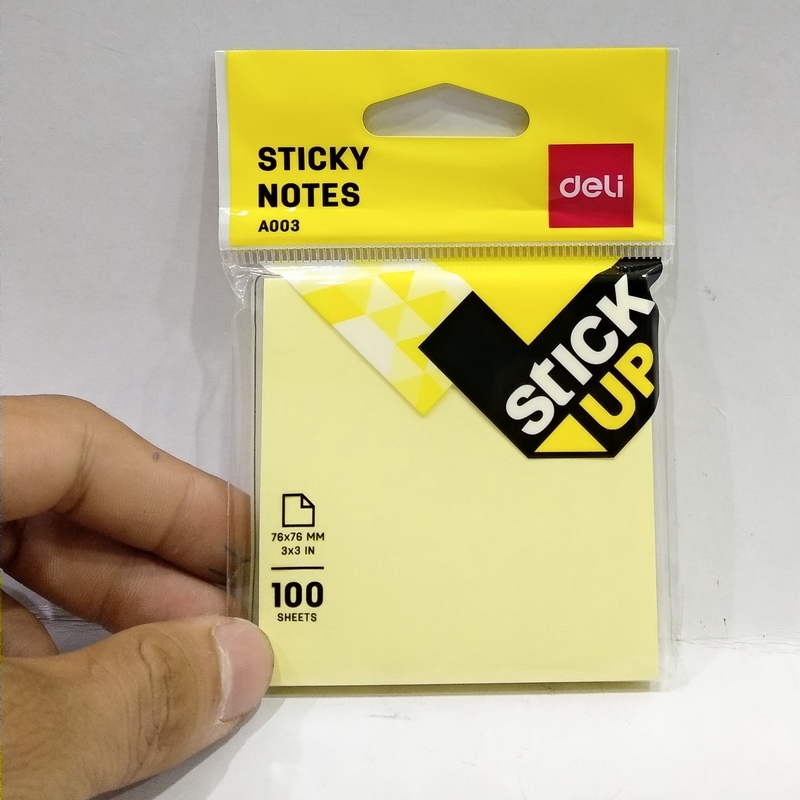 STICKY
NOTES
A003
deli
STICK
UP
76x76 MM
3x3 IN
100
SHEETS